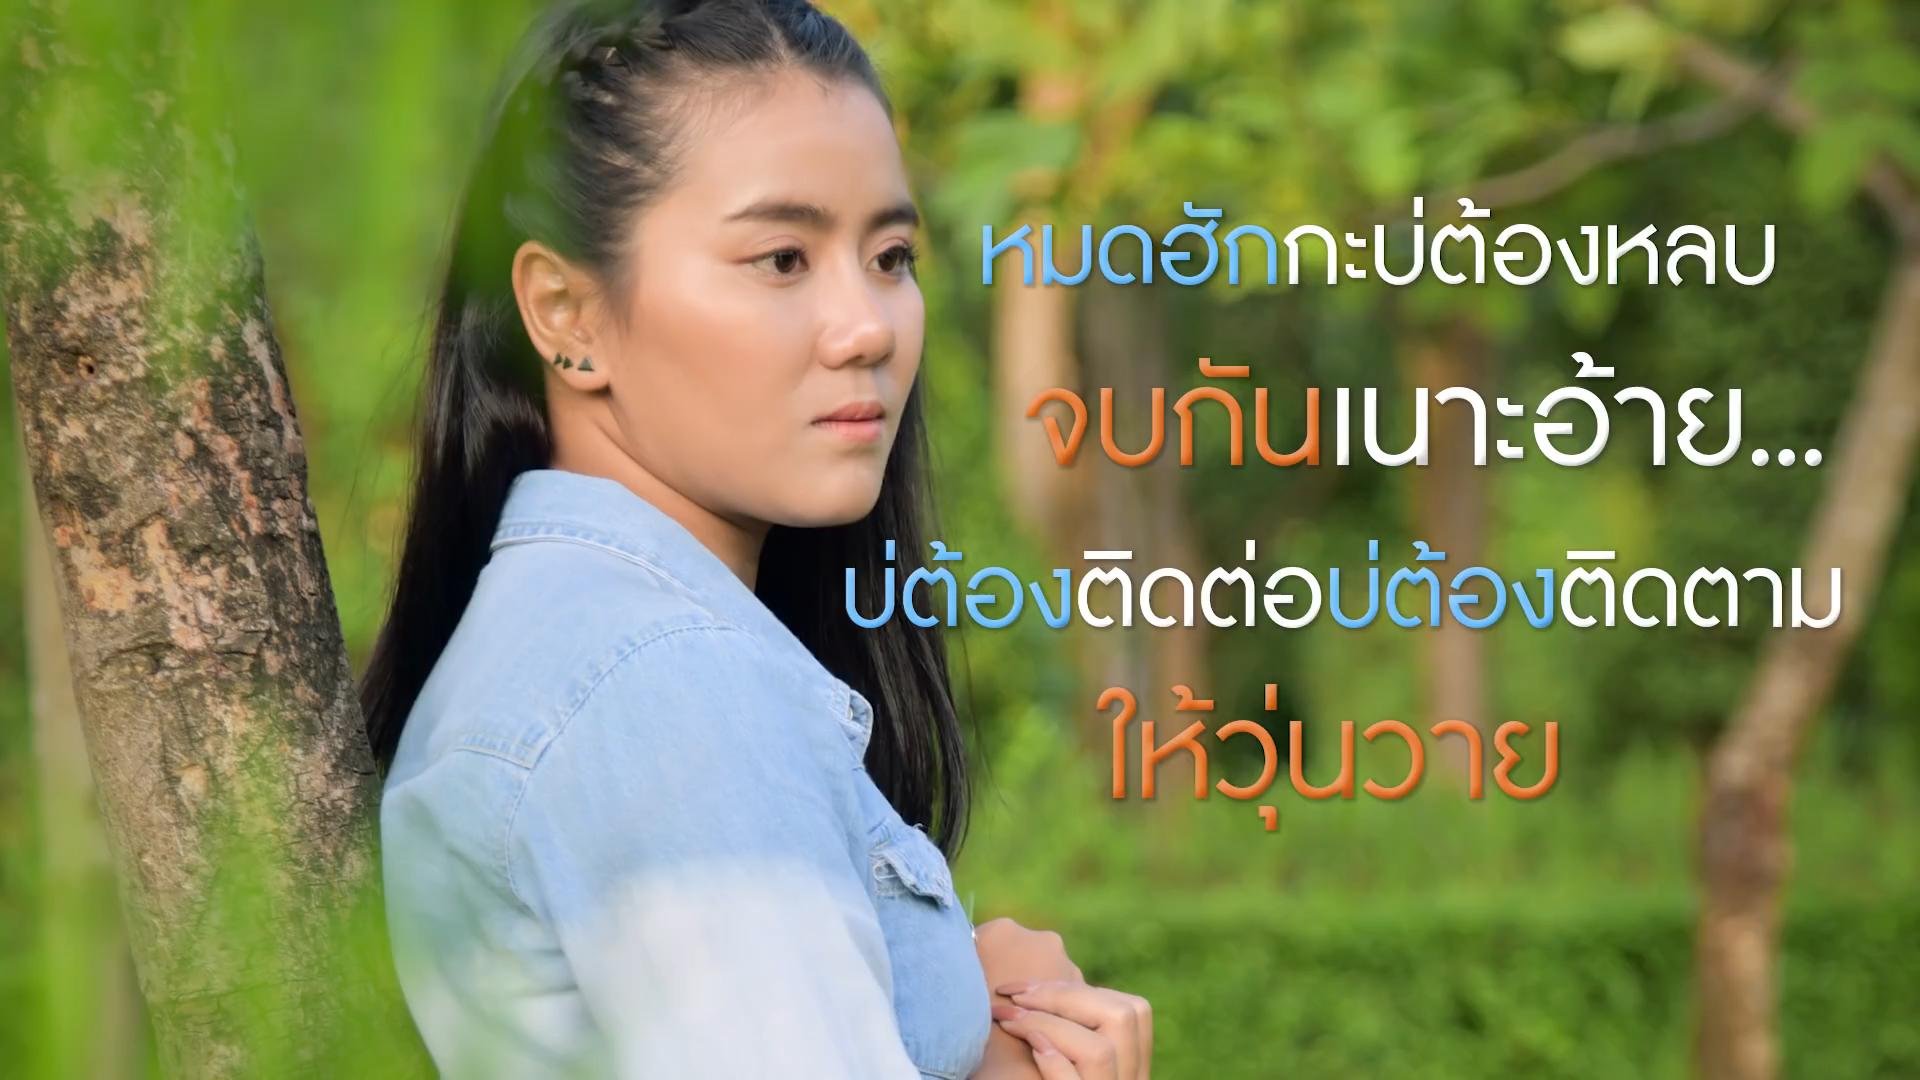 หมดฮักกะบ่ต้องหลบ
จบกันเนาะอ้าย...
บ่ต้องติดต่อบ่ต้องติดตาม
ให้วุ่นวาย